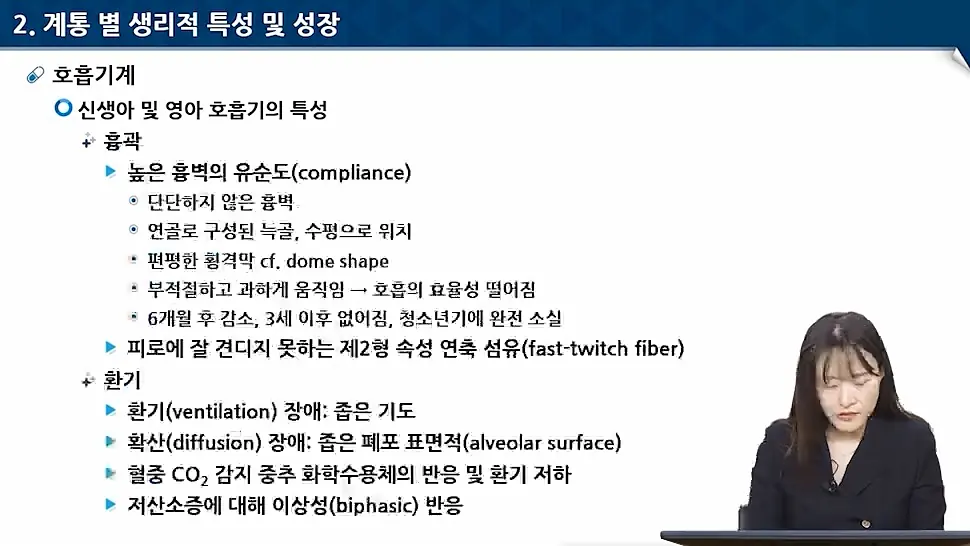 2. 계통 별 생리적 특성 및 성장
호흡기계
신생아 및 영아 호흡기의 특성
흉곽
높은 흉벽의 유순도(compliance)
단단하지 않은 흉벽
연골로 구성된 늑골, 수평으로 위치
편평한 횡격막 cf. dome shape
부적절하고 과하게 움직임 → 호흡의 효율성 떨어짐
6개월 후 감소, 3세 이후 없어짐, 청소년기에 완전 소실
피로에 잘 견디지 못하는 제2형 속성 연축 섬유(fast-twitch fiber)
환기
환기(ventilation) 장애: 좁은 기도
확산(diffusion) 장애: 좁은 폐포 표면적(alveolar surface)
혈중 CO₂ 감지 중추 화학수용체의 반응 및 환기 저하
저산소증에 대해 이상성(biphasic) 반응